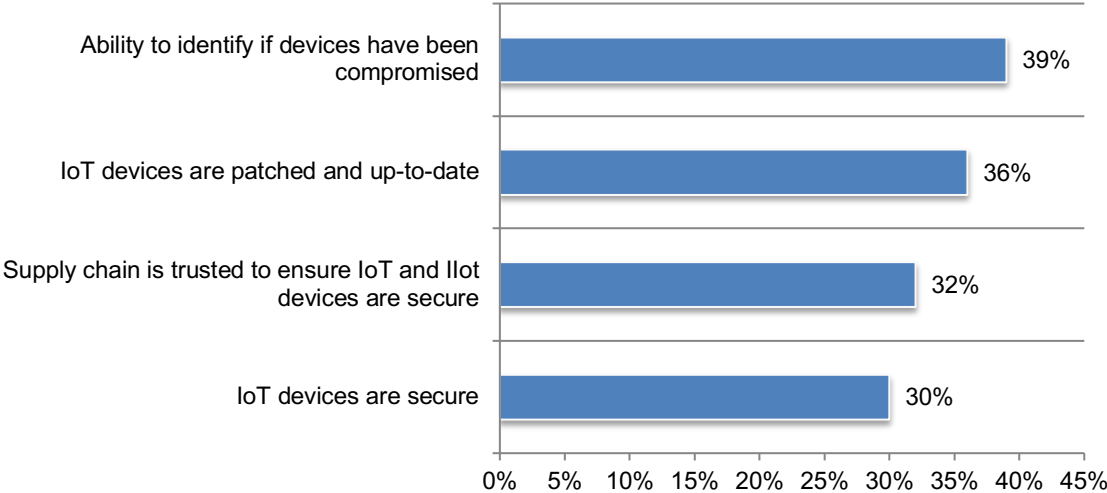 Ability to identify if devices have been
compromised
39%
IoT devices are patched and up-to-date
36%
Supply chain is trusted to ensure IoT and IIot
devices are secure
32%
IoT devices are secure
30%
0% 5% 10% 15% 20% 25% 30% 35% 40% 45%